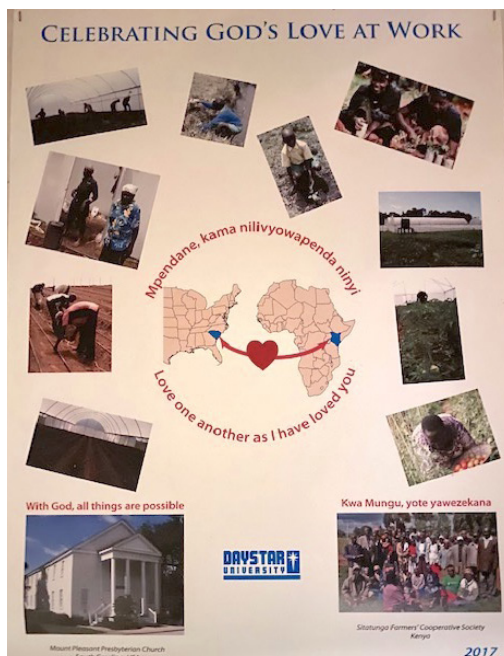 CELEBRATING GOD'S LOVE AT WORK
Mpendane, kama nilivyowapenda ninyi
Love one another as I have loved you
With God, all things are possible
Kwa Mungu, yote yawezekana
DAYSTAR
UNIVERSITY
Mount Pleasant Presbyterian Church
Sitatunga Farmers' Cooperative Society
Kenya
2017